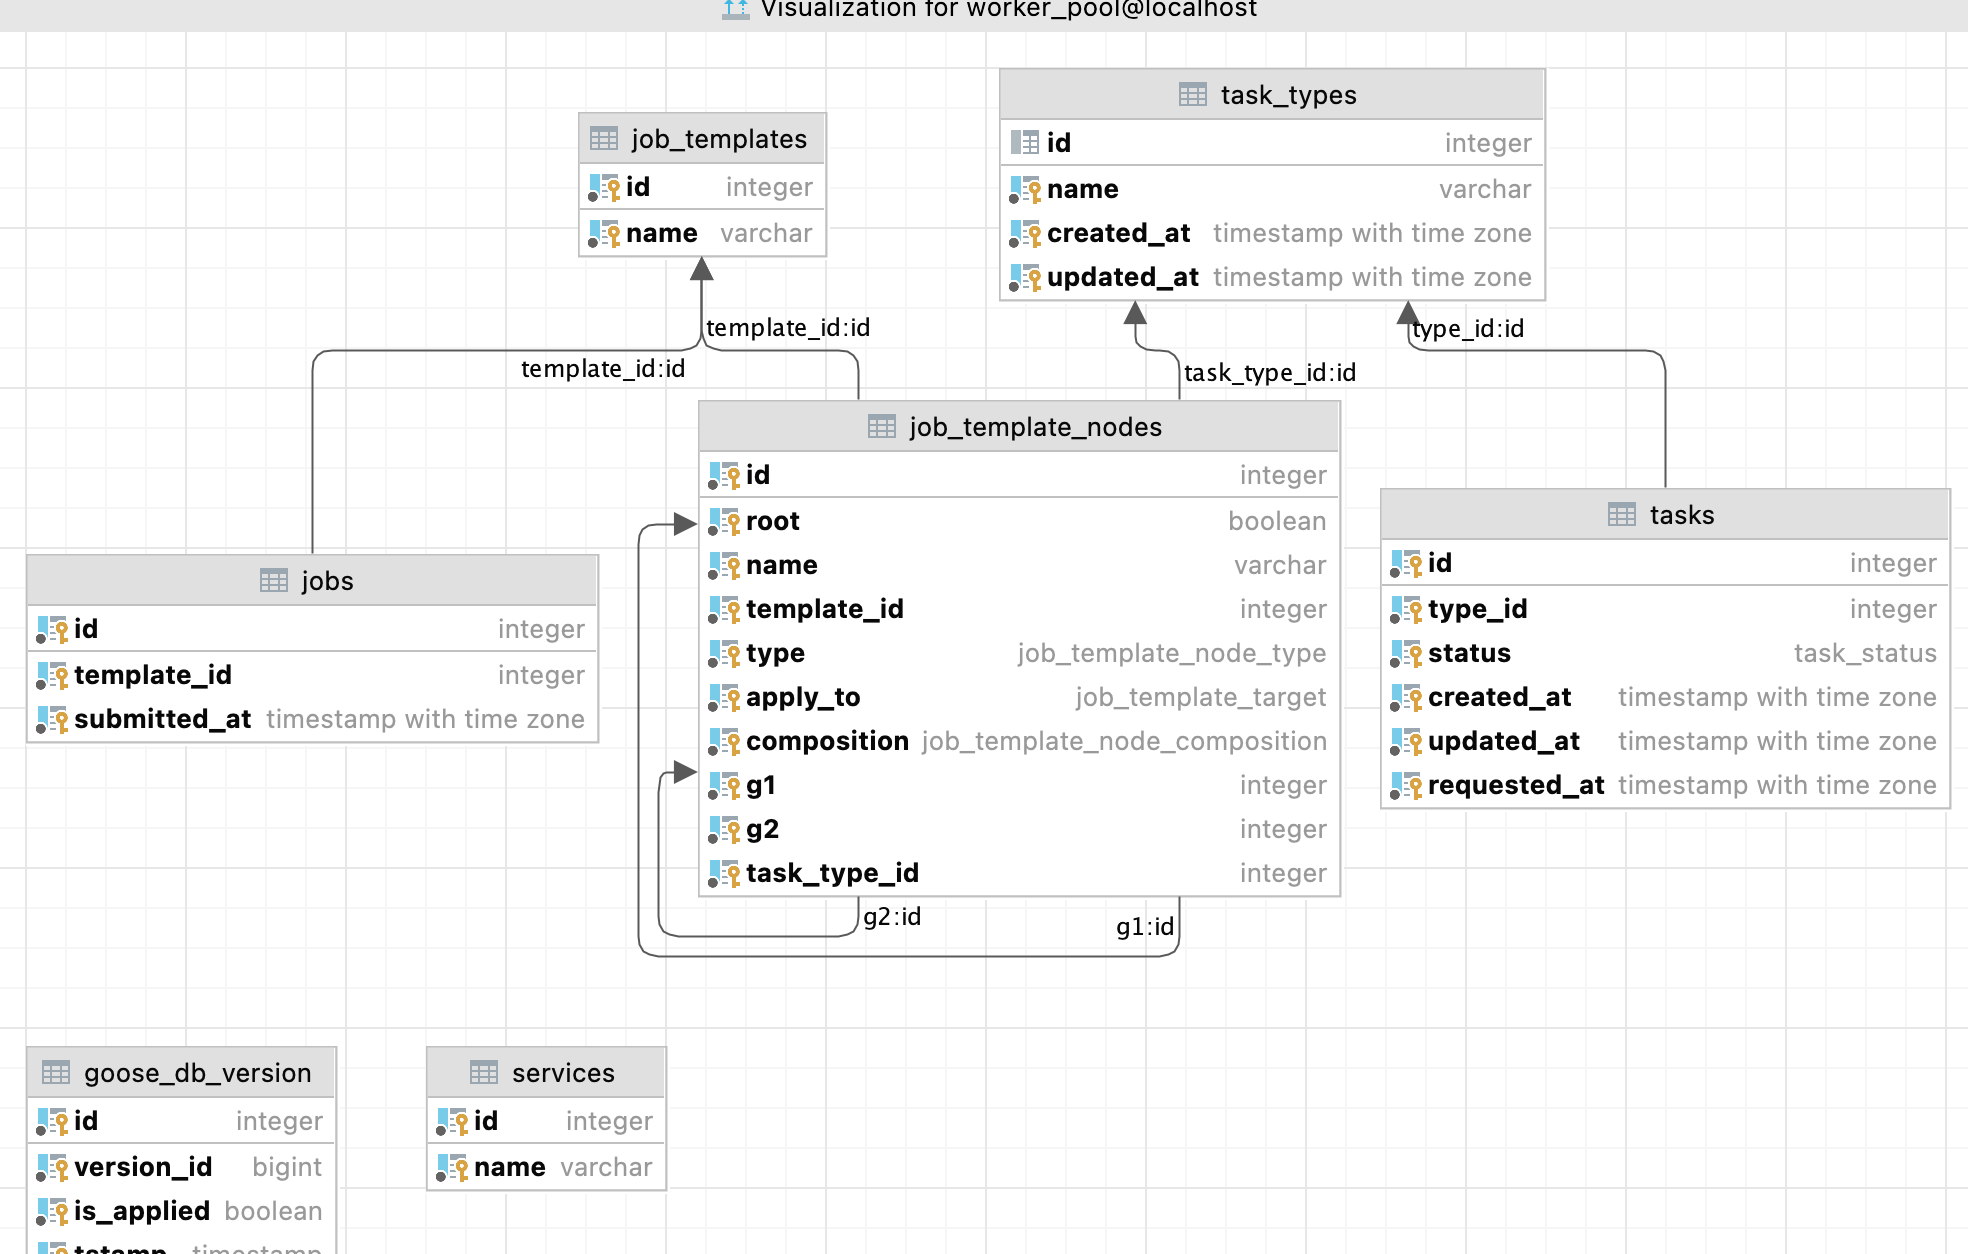 Visualization for worker_pool@localhost
job_templates
id integer
name varchar
task_types
id integer
name varchar
created_at timestamp with time zone
updated_at timestamp with time zone
template_id:id
template_id:id
task_type_id:id
type_id:id
job_template_nodes
id integer
root boolean
name varchar
template_id integer
type job_template_node_type
apply_to job_template_target
composition job_template_node_composition
g1 integer
g2 integer
task_type_id integer
g2:id
g1:id
jobs
id integer
template_id integer
submitted_at timestamp with time zone
tasks
id integer
type_id integer
status task_status
created_at timestamp with time zone
updated_at timestamp with time zone
requested_at timestamp with time zone
goose_db_version
id integer
version_id bigint
is_applied boolean
tstamp timestamp
services
id integer
name varchar